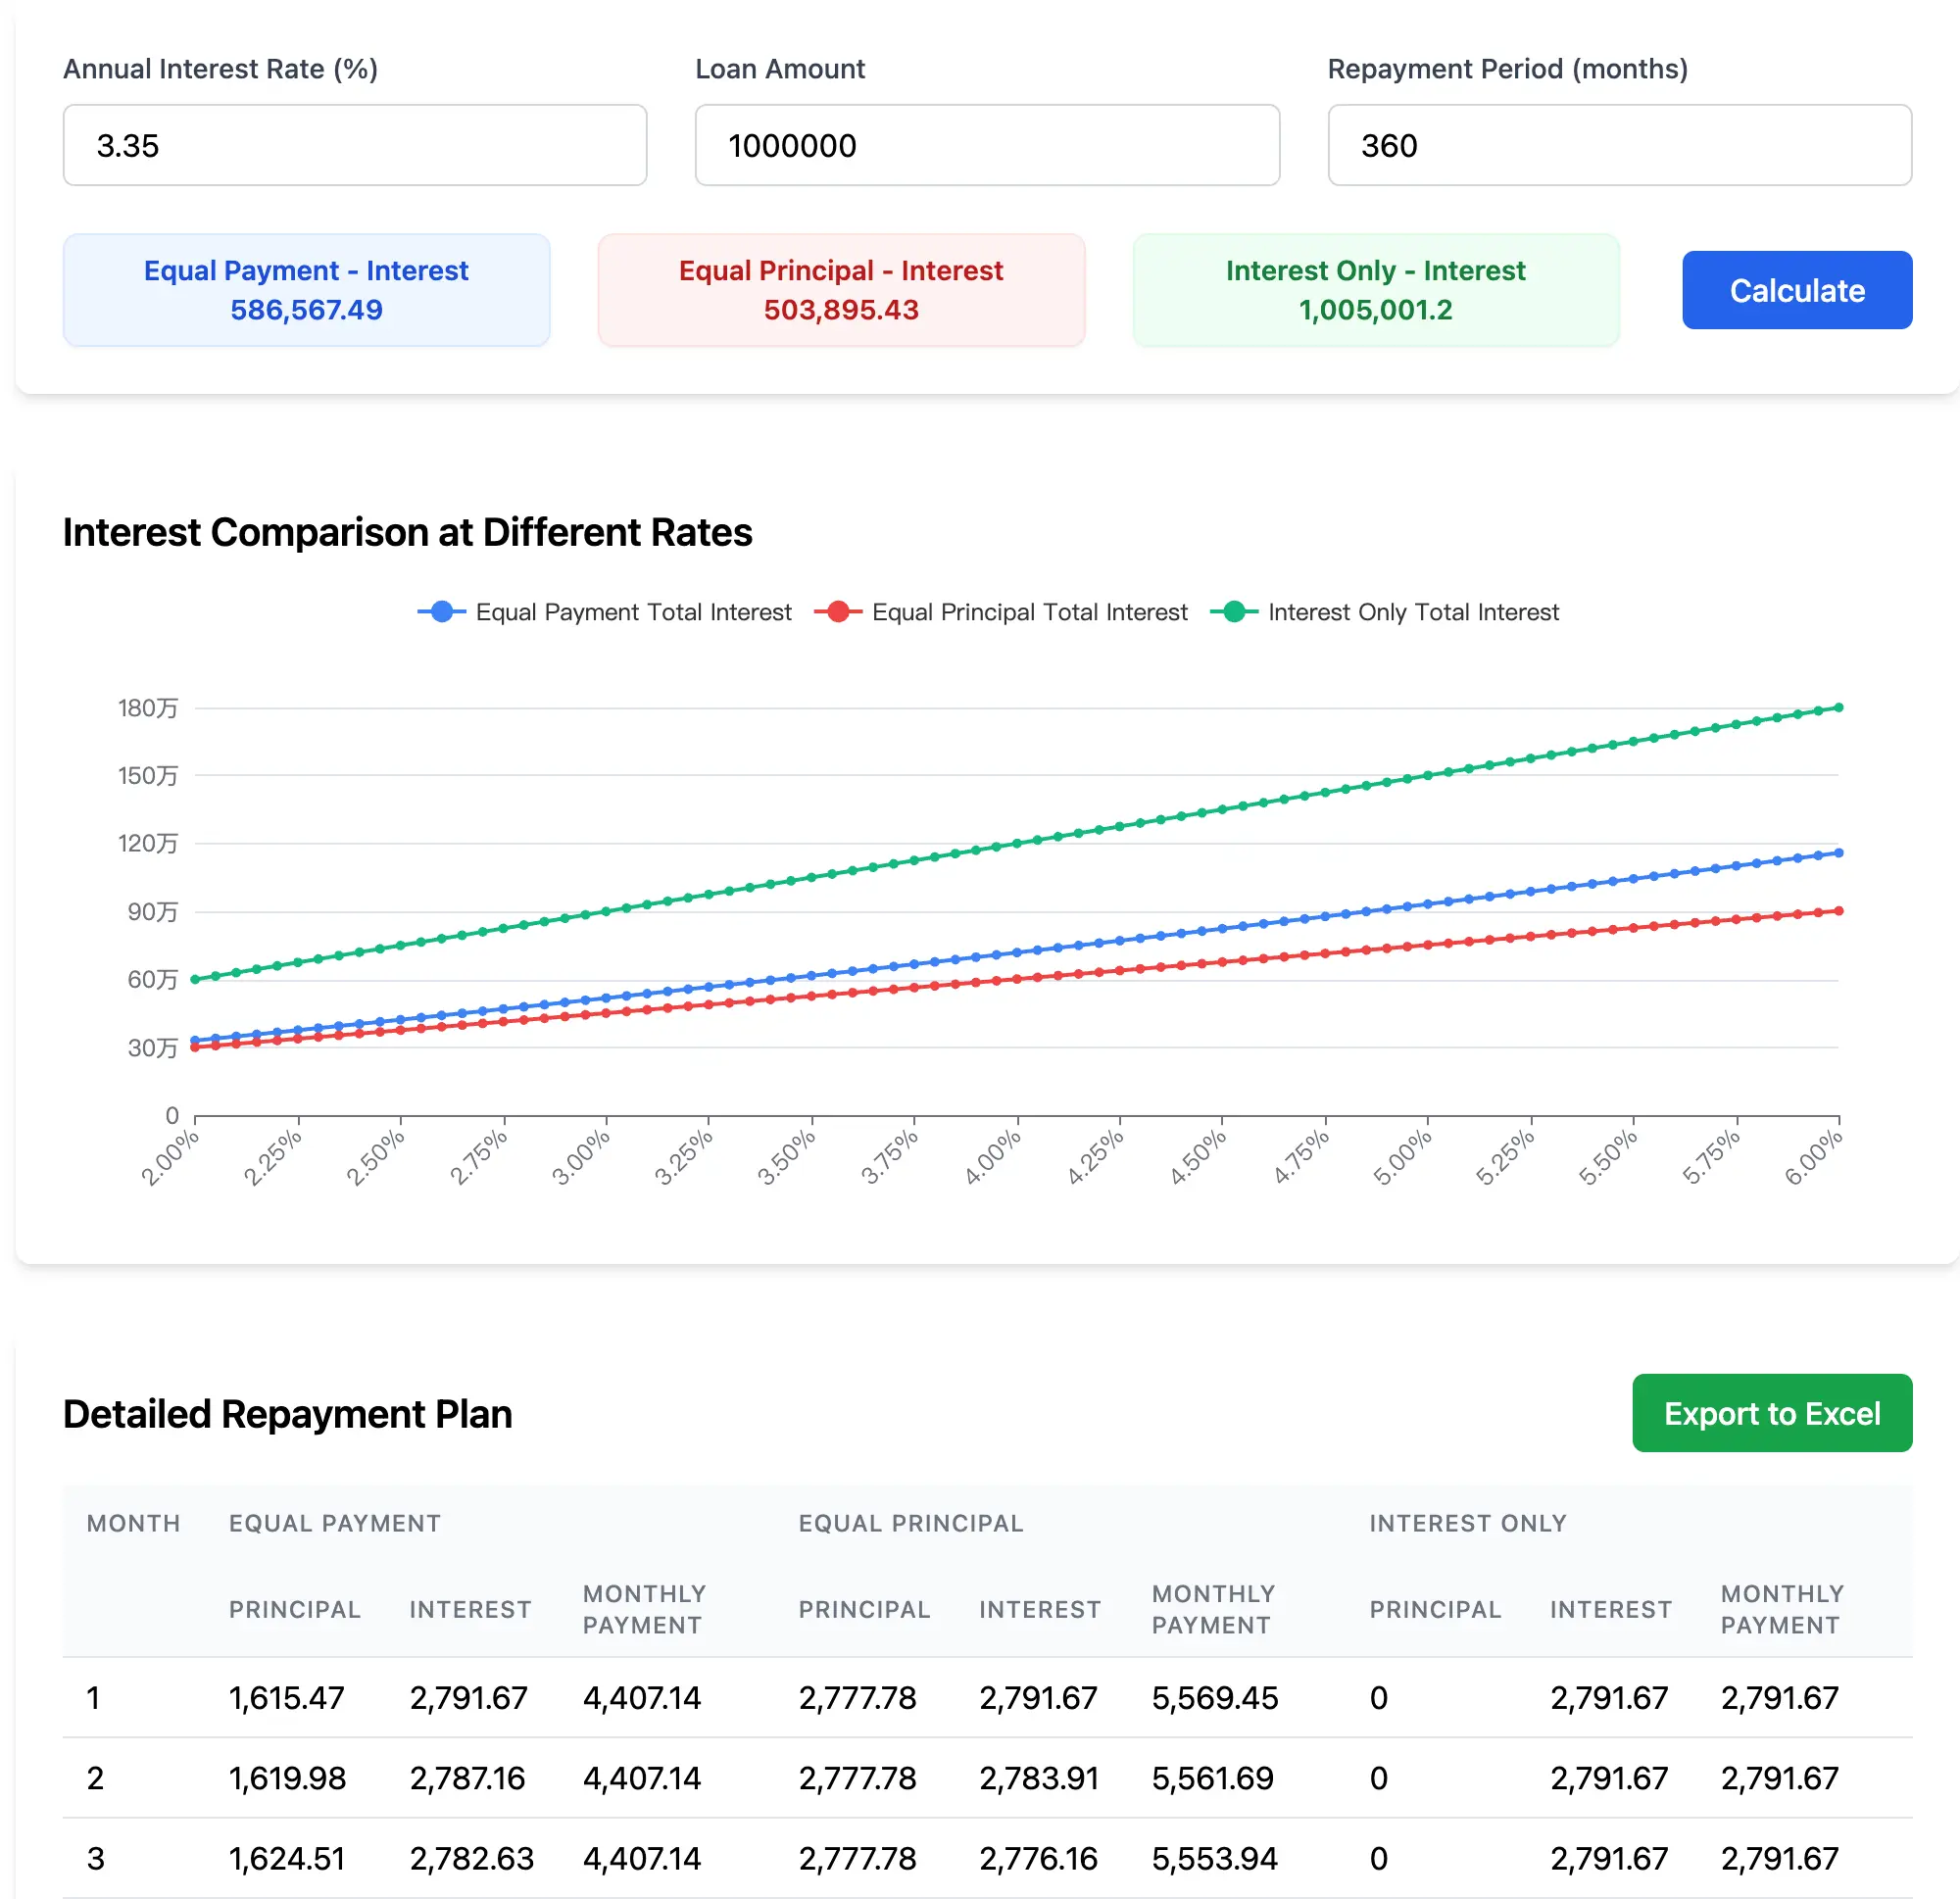 Annual Interest Rate (%) Loan Amount Repayment Period (months)
3.35 1000000 360
Equal Payment - Interest Equal Principal - Interest Interest Only - Interest
586,567.49 503,895.43 1,005,001.2
Calculate
Interest Comparison at Different Rates
Equal Payment Total Interest Equal Principal Total Interest Interest Only Total Interest
180万
150万
120万
90万
60万
30万
0
2.00% 2.25% 2.50% 2.75% 3.00% 3.25% 3.50% 3.75% 4.00% 4.25% 4.50% 4.75% 5.00% 5.25% 5.50% 5.75% 6.00%
Detailed Repayment Plan Export to Excel
MONTH EQUAL PAYMENT EQUAL PRINCIPAL INTEREST ONLY
PRINCIPAL INTEREST MONTHLY PAYMENT PRINCIPAL INTEREST MONTHLY PAYMENT PRINCIPAL INTEREST MONTHLY PAYMENT
1 1,615.47 2,791.67 4,407.14 2,777.78 2,791.67 5,569.45 0 2,791.67 2,791.67
2 1,619.98 2,787.16 4,407.14 2,777.78 2,783.91 5,561.69 0 2,791.67 2,791.67
3 1,624.51 2,782.63 4,407.14 2,777.78 2,776.16 5,553.94 0 2,791.67 2,791.67